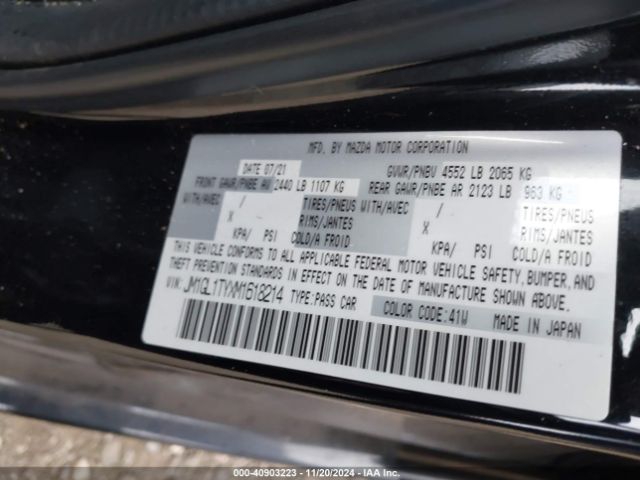 MFD. BY MAZDA MOTOR CORPORATION
DATE 07/21 GVWR/PNBV 4552 LB 2065 KG
FRONT GAWR/PNBE AV 2440 LB 1107 KG REAR GAWR/PNBE AR 2123 LB 963 KG
WITH/AVEC / TIRES/PNEUS WITH/AVEC / TIRES/PNEUS
X RIMS/JANTES X RIMS/JANTES
KPA/ PSI COLD/A FROID KPA/ PSI COLD/A FROID
THIS VEHICLE CONFORMS TO ALL APPLICABLE FEDERAL MOTOR VEHICLE SAFETY, BUMPER, AND
THEFT PREVENTION STANDARDS IN EFFECT ON THE DATE OF MANUFACTURE SHOWN ABOVE.
VIN: JM1GL1TYXM1618214 TYPE: PASS CAR COLOR CODE: 41W MADE IN JAPAN
000-40903223 - 11/20/2024 - IAA Inc.